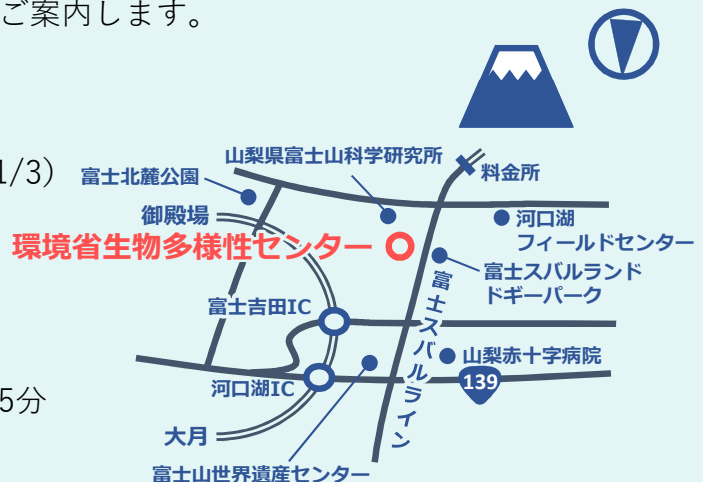 ご案内します。
1/3)
山梨県富士山科学研究所
料金所
富士北麓公園
御殿場
河口湖
フィールドセンター
環境省生物多様性センター
富士スバルランド
ドギーパーク
富士スバルライン
富士吉田IC
山梨赤十字病院
河口湖IC
139
5分
大月
富士山世界遺産センター